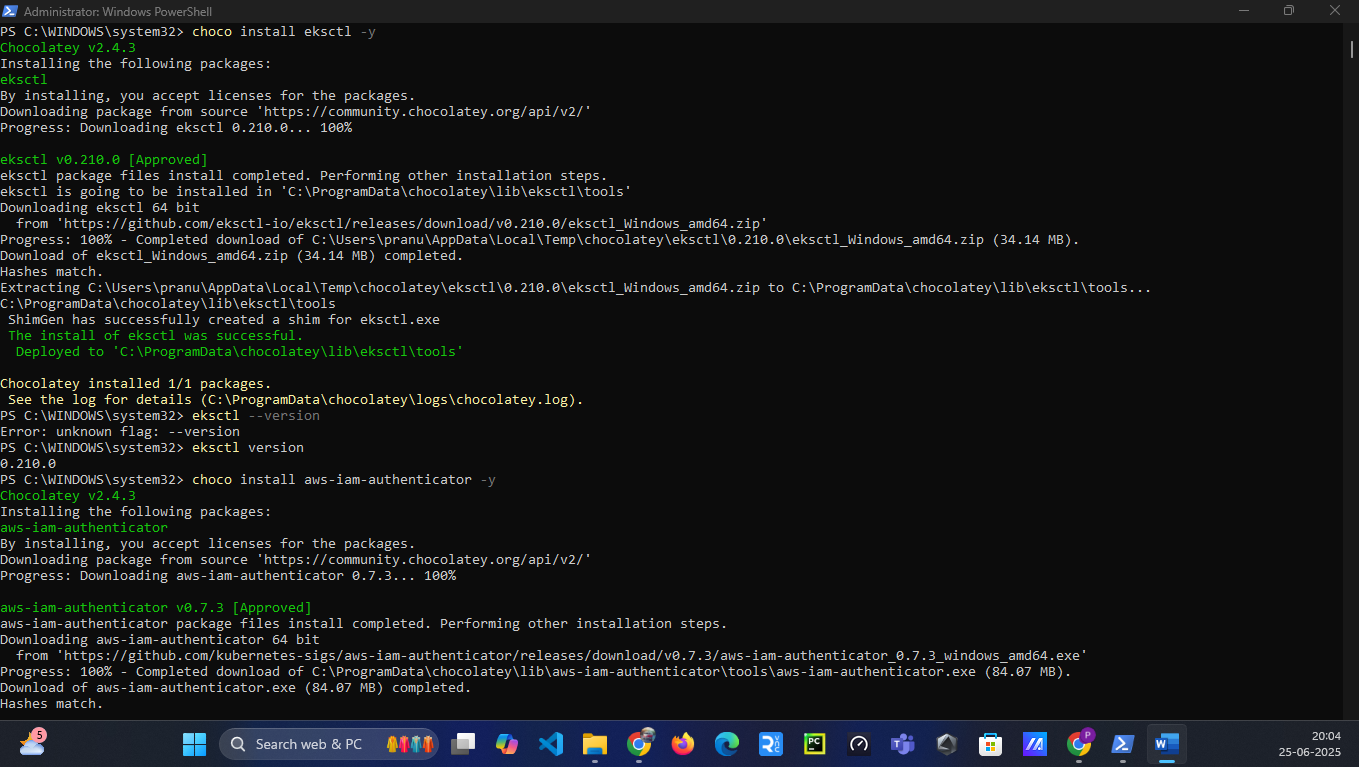 Administrator: Windows PowerShell
PS C:\WINDOWS\system32> choco install eksctl -y
Chocolatey v2.4.3
Installing the following packages:
eksctl
By installing, you accept licenses for the packages.
Downloading package from source 'https://community.chocolatey.org/api/v2/'
Progress: Downloading eksctl 0.210.0... 100%
eksctl v0.210.0 [Approved]
eksctl package files install completed. Performing other installation steps.
eksctl is going to be installed in 'C:\ProgramData\chocolatey\lib\eksctl\tools'
Downloading eksctl 64 bit
  from 'https://github.com/eksctl-io/eksctl/releases/download/v0.210.0/eksctl_Windows_amd64.zip'
Progress: 100% - Completed download of C:\Users\pranu\AppData\Local\Temp\chocolatey\eksctl\0.210.0\eksctl_Windows_amd64.zip (34.14 MB).
Download of eksctl_Windows_amd64.zip (34.14 MB) completed.
Hashes match.
Extracting C:\Users\pranu\AppData\Local\Temp\chocolatey\eksctl\0.210.0\eksctl_Windows_amd64.zip to C:\ProgramData\chocolatey\lib\eksctl\tools...
C:\ProgramData\chocolatey\lib\eksctl\tools
 ShimGen has successfully created a shim for eksctl.exe
 The install of eksctl was successful.
  Deployed to 'C:\ProgramData\chocolatey\lib\eksctl\tools'
Chocolatey installed 1/1 packages.
 See the log for details (C:\ProgramData\chocolatey\logs\chocolatey.log).
PS C:\WINDOWS\system32> eksctl --version
Error: unknown flag: --version
PS C:\WINDOWS\system32> eksctl version
0.210.0
PS C:\WINDOWS\system32> choco install aws-iam-authenticator -y
Chocolatey v2.4.3
Installing the following packages:
aws-iam-authenticator
By installing, you accept licenses for the packages.
Downloading package from source 'https://community.chocolatey.org/api/v2/'
Progress: Downloading aws-iam-authenticator 0.7.3... 100%
aws-iam-authenticator v0.7.3 [Approved]
aws-iam-authenticator package files install completed. Performing other installation steps.
Downloading aws-iam-authenticator 64 bit
  from 'https://github.com/kubernetes-sigs/aws-iam-authenticator/releases/download/v0.7.3/aws-iam-authenticator_0.7.3_windows_amd64.exe'
Progress: 100% - Completed download of C:\ProgramData\chocolatey\lib\aws-iam-authenticator\tools\aws-iam-authenticator.exe (84.07 MB).
Download of aws-iam-authenticator.exe (84.07 MB) completed.
Hashes match.
5
Search web & PC
PC
P
W
20:04
25-06-2025